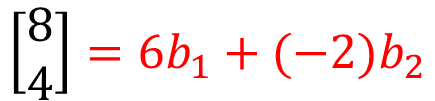 [8 4] = 6b₁ + (−2)b₂